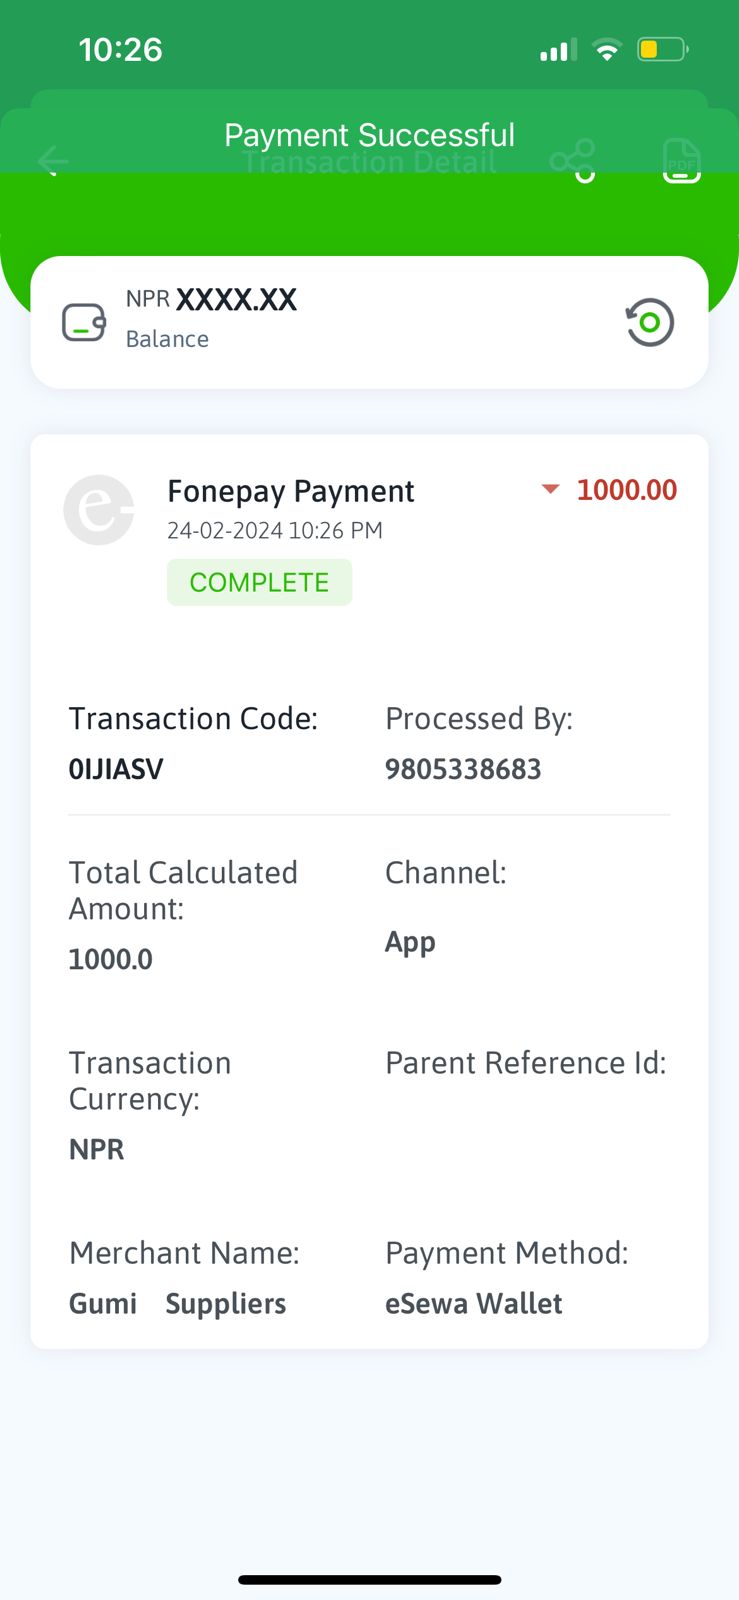 10:26
Payment Successful
Transaction Detail
PDF
NPR XXXX.XX
Balance
Fonepay Payment
1000.00
24-02-2024 10:26 PM
COMPLETE
Transaction Code:
Processed By:
0IJIASV
9805338683
Total Calculated
Amount:
Channel:
1000.0
App
Transaction
Currency:
Parent Reference Id:
NPR
Merchant Name:
Payment Method:
Gumi Suppliers
eSewa Wallet